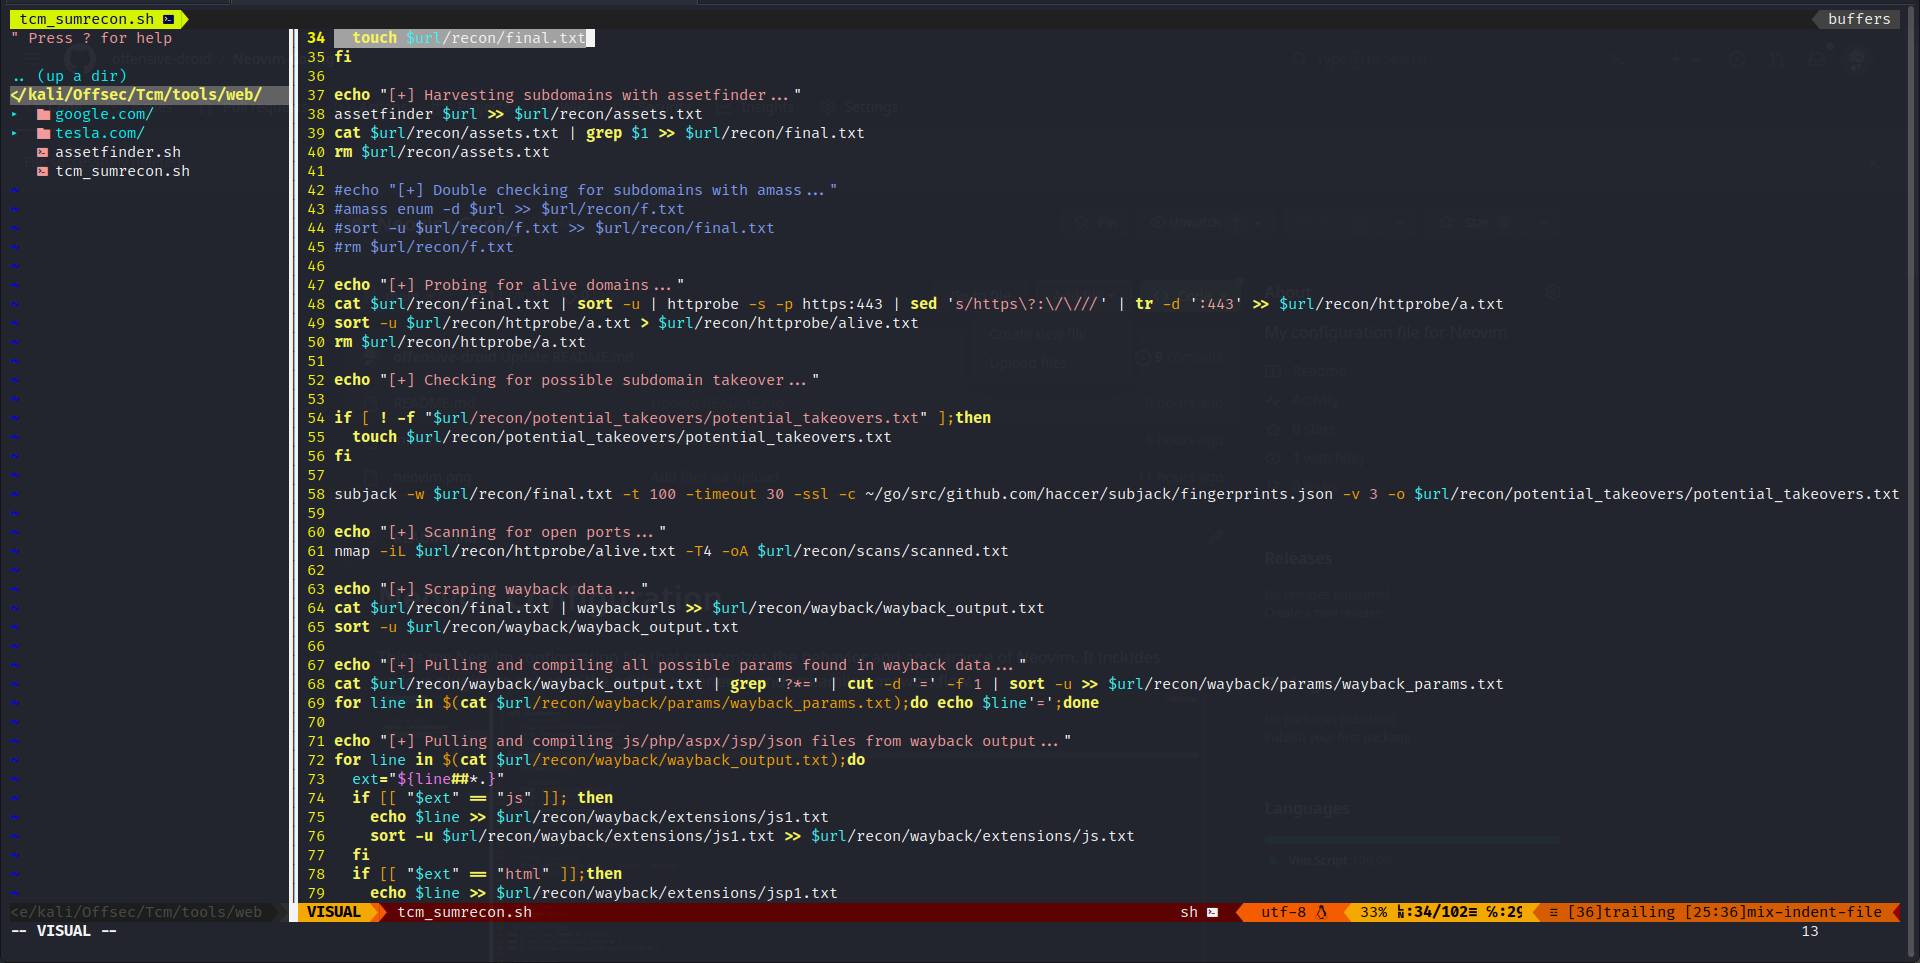 tcm_sumrecon.sh
buffers
" Press ? for help
.. (up a dir)
</kali/Offsec/Tcm/tools/web/
▸ google.com/
▸ tesla.com/
assetfinder.sh
tcm_sumrecon.sh
34   touch $url/recon/final.txt
35 fi
36
37 echo "[+] Harvesting subdomains with assetfinder..."
38 assetfinder $url >> $url/recon/assets.txt
39 cat $url/recon/assets.txt | grep $1 >> $url/recon/final.txt
40 rm $url/recon/assets.txt
41
42 #echo "[+] Double checking for subdomains with amass..."
43 #amass enum -d $url >> $url/recon/f.txt
44 #sort -u $url/recon/f.txt >> $url/recon/final.txt
45 #rm $url/recon/f.txt
46
47 echo "[+] Probing for alive domains..."
48 cat $url/recon/final.txt | sort -u | httprobe -s -p https:443 | sed 's/https\?:\/\///' | tr -d ':443' >> $url/recon/httprobe/a.txt
49 sort -u $url/recon/httprobe/a.txt > $url/recon/httprobe/alive.txt
50 rm $url/recon/httprobe/a.txt
51
52 echo "[+] Checking for possible subdomain takeover..."
53
54 if [ ! -f "$url/recon/potential_takeovers/potential_takeovers.txt" ];then
55   touch $url/recon/potential_takeovers/potential_takeovers.txt
56 fi
57
58 subjack -w $url/recon/final.txt -t 100 -timeout 30 -ssl -c ~/go/src/github.com/haccer/subjack/fingerprints.json -v 3 -o $url/recon/potential_takeovers/potential_takeovers.txt
59
60 echo "[+] Scanning for open ports..."
61 nmap -iL $url/recon/httprobe/alive.txt -T4 -oA $url/recon/scans/scanned.txt
62
63 echo "[+] Scraping wayback data..."
64 cat $url/recon/final.txt | waybackurls >> $url/recon/wayback/wayback_output.txt
65 sort -u $url/recon/wayback/wayback_output.txt
66
67 echo "[+] Pulling and compiling all possible params found in wayback data..."
68 cat $url/recon/wayback/wayback_output.txt | grep '?*=' | cut -d '=' -f 1 | sort -u >> $url/recon/wayback/params/wayback_params.txt
69 for line in $(cat $url/recon/wayback/params/wayback_params.txt);do echo $line'=';done
70
71 echo "[+] Pulling and compiling js/php/aspx/jsp/json files from wayback output..."
72 for line in $(cat $url/recon/wayback/wayback_output.txt);do
73   ext="${line##*.}"
74   if [[ "$ext" == "js" ]]; then
75     echo $line >> $url/recon/wayback/extensions/js1.txt
76     sort -u $url/recon/wayback/extensions/js1.txt >> $url/recon/wayback/extensions/js.txt
77   fi
78   if [[ "$ext" == "html" ]];then
79     echo $line >> $url/recon/wayback/extensions/jsp1.txt
<e/kali/Offsec/Tcm/tools/web
VISUAL tcm_sumrecon.sh sh utf-8 33% ㏑:34/102≡ ℅:29 ☲ [36]trailing [25:36]mix-indent-file
-- VISUAL --
13